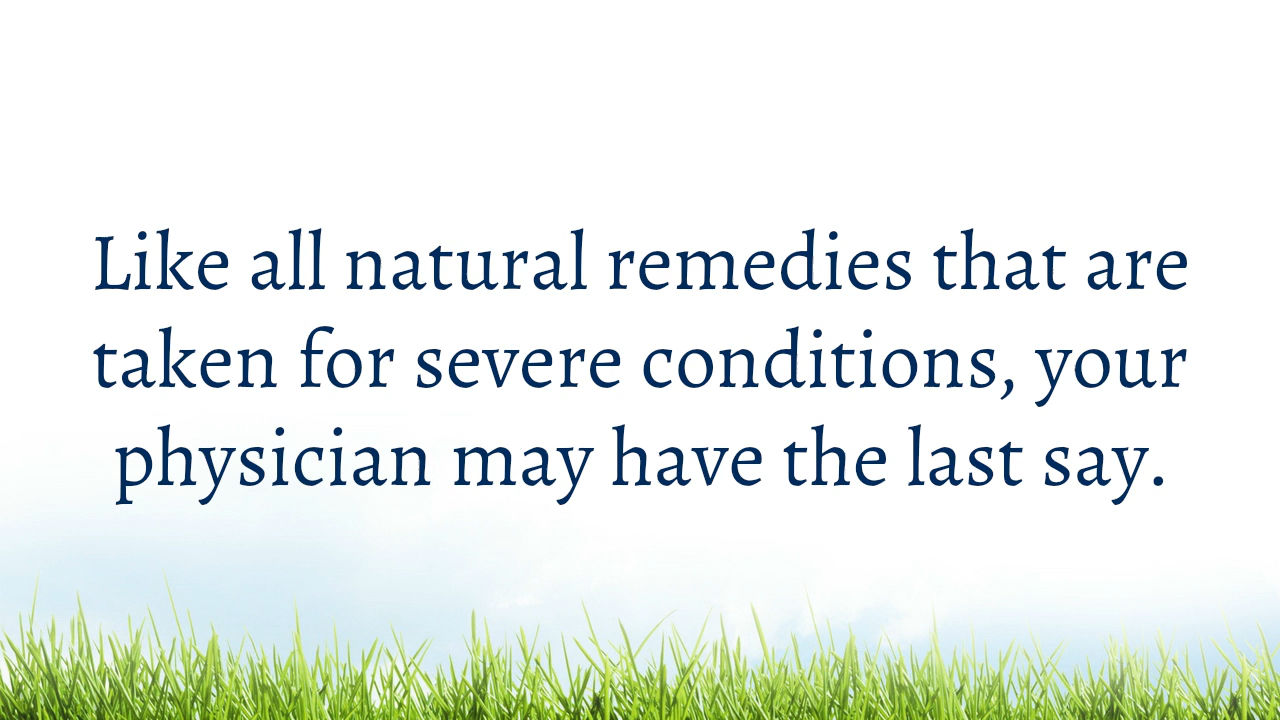 Like all natural remedies that are
taken for severe conditions, your
physician may have the last say.